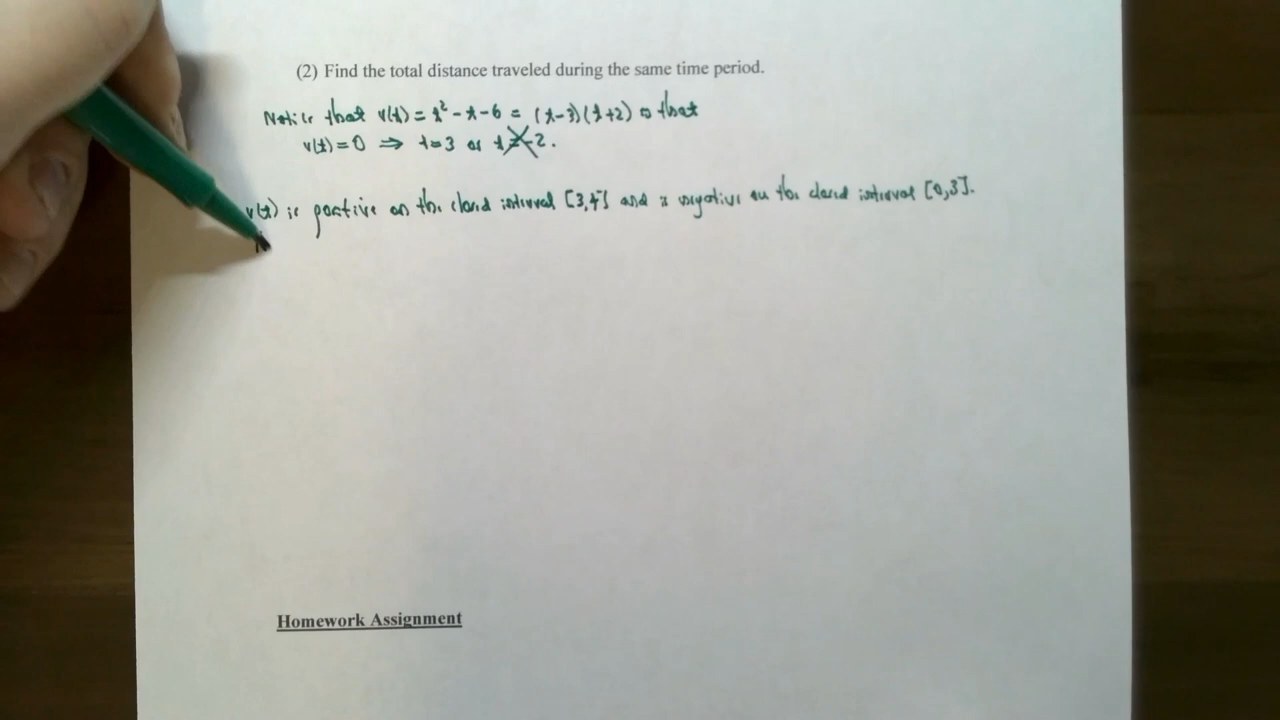 (2) Find the total distance traveled during the same time period.
Notice that v(t) = t² - t - 6 = (t-3)(t+2) so that
v(t) = 0 ⇒ t=3 or t=-2.
v(t) is positive on the closed interval [3,4] and is negative on the closed interval [0,3].
Homework Assignment